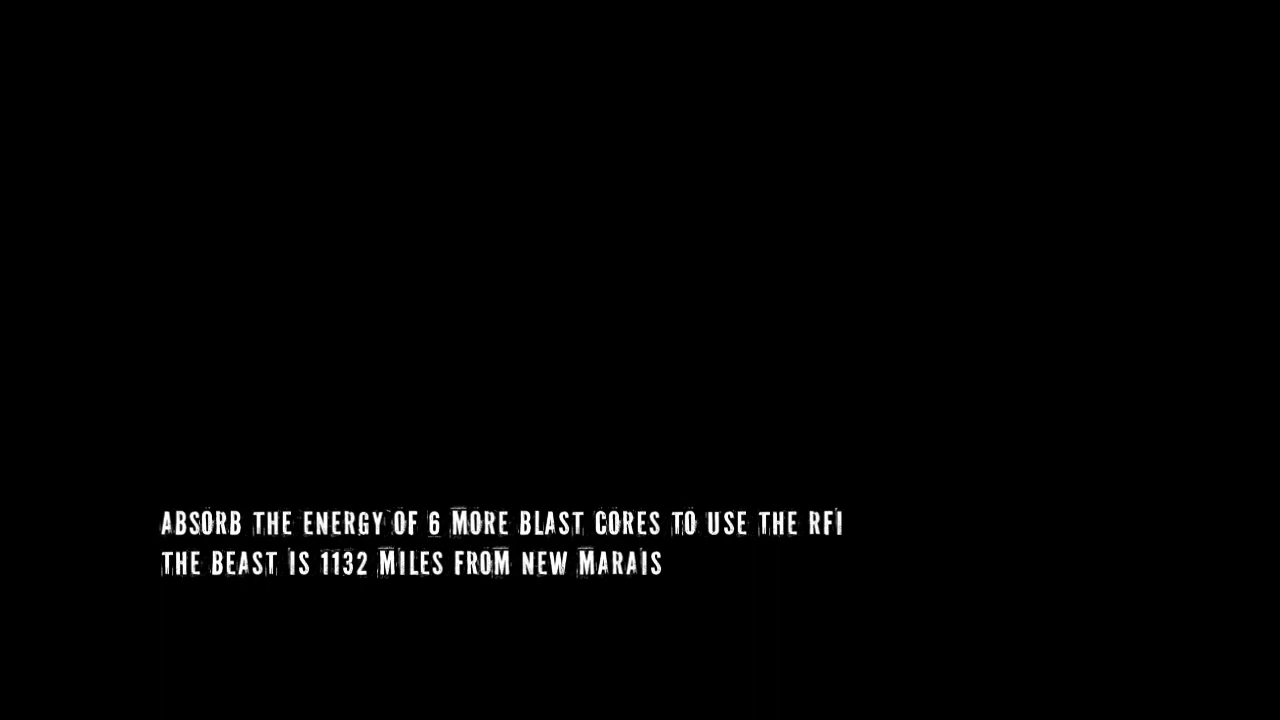 ABSORB THE ENERGY OF 6 MORE BLAST CORES TO USE THE RFI
THE BEAST IS 1132 MILES FROM NEW MARAIS